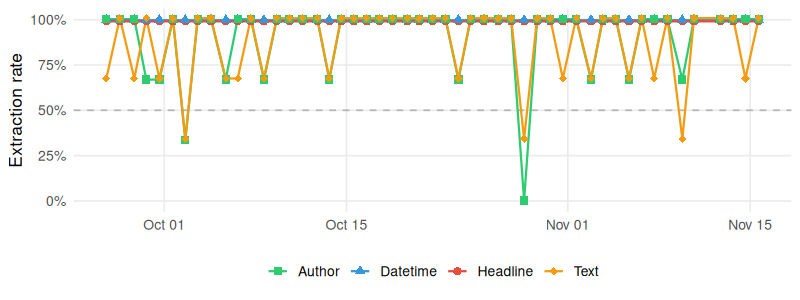 Extraction rate
100%
75%
50%
25%
0%
Oct 01
Oct 15
Nov 01
Nov 15
Author
Datetime
Headline
Text